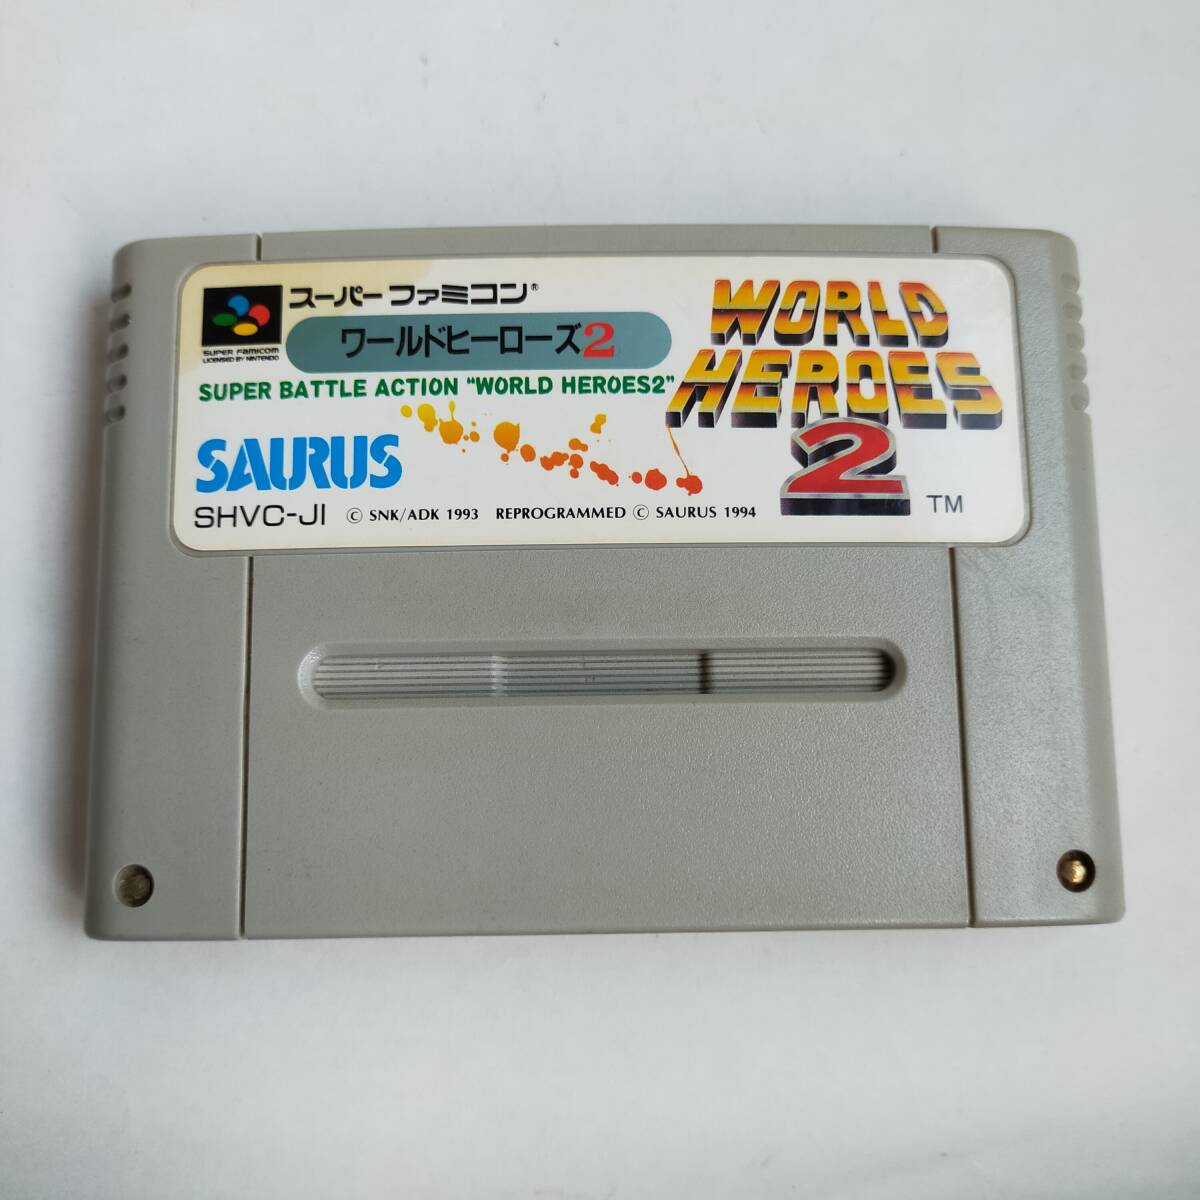 スーパーファミコン®
SUPER FAMICOM
LICENSED BY NINTENDO
ワールドヒーローズ2
SUPER BATTLE ACTION "WORLD HEROES2"
WORLD
HEROES
2 TM
SAURUS
SHVC-JI © SNK/ADK 1993 REPROGRAMMED © SAURUS 1994